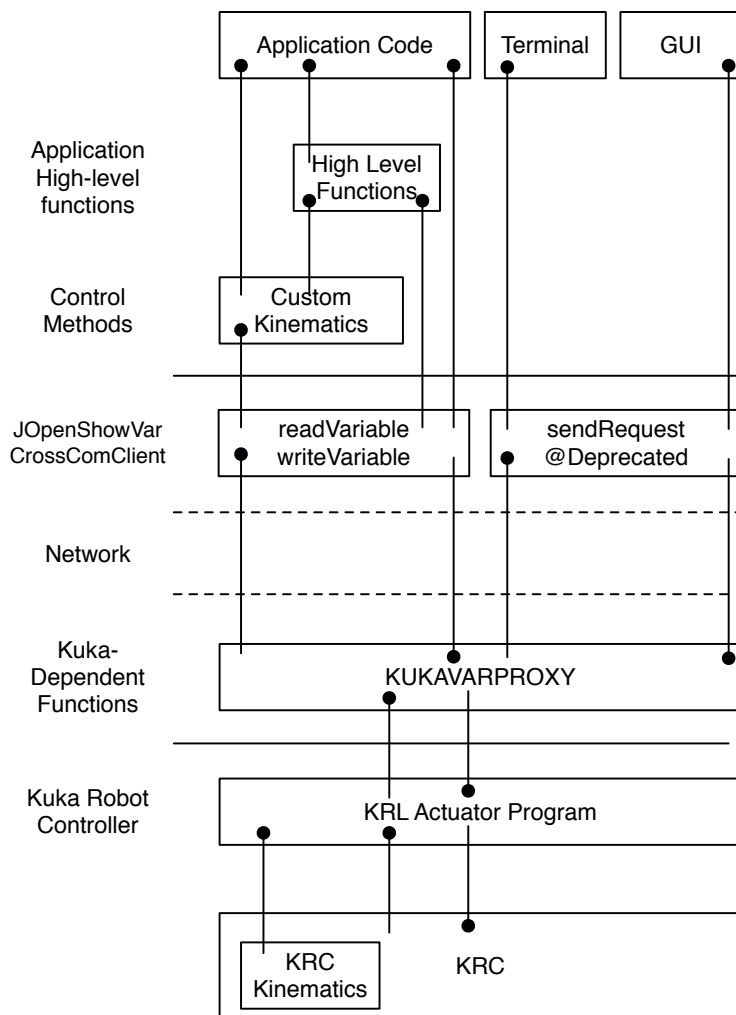 Application Code
Terminal
GUI
Application
High-level
functions
High Level
Functions
Control
Methods
Custom
Kinematics
JOpenShowVar
CrossComClient
readVariable
writeVariable
sendRequest
@Deprecated
Network
Kuka-
Dependent
Functions
KUKAVARPROXY
Kuka Robot
Controller
KRL Actuator Program
KRC
Kinematics
KRC